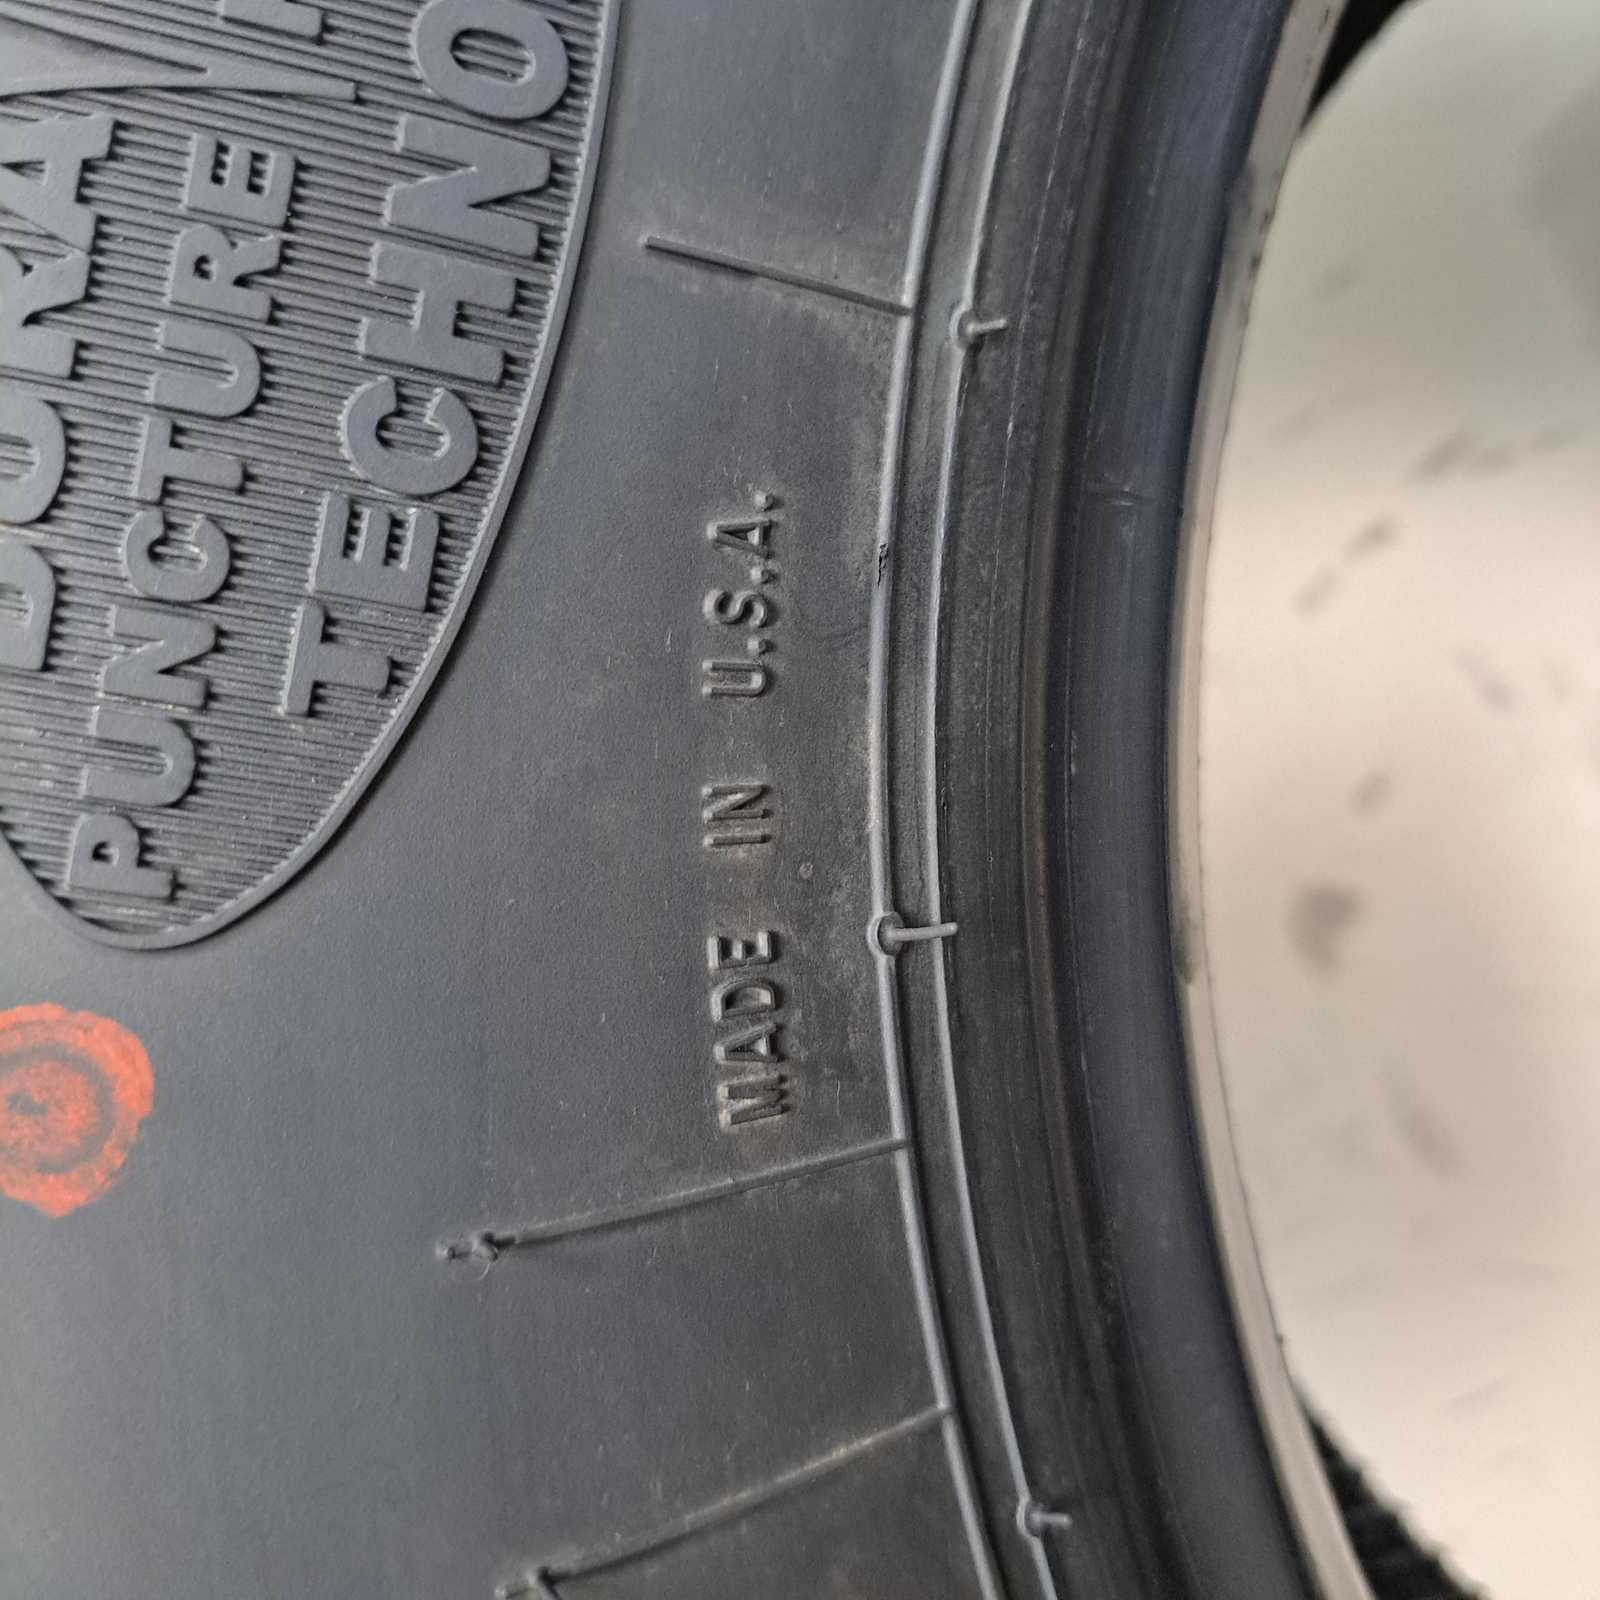 DURA
PUNCTURE
TECHNO
MADE IN U.S.A.